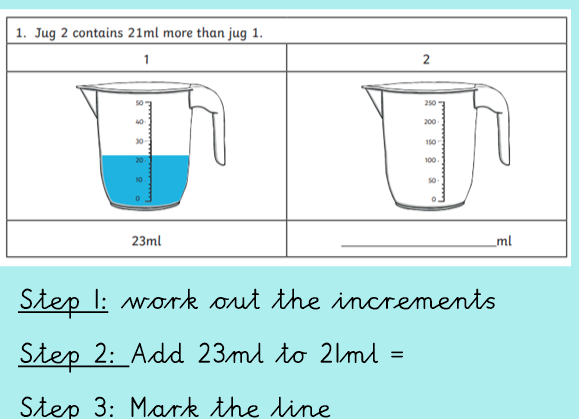 1. Jug 2 contains 21ml more than jug 1.
1 2
50 250
40 200
30 150
20 100
10 50
0 0
23ml ____________________ml
Step 1: work out the increments
Step 2: Add 23ml to 21ml =
Step 3: Mark the line